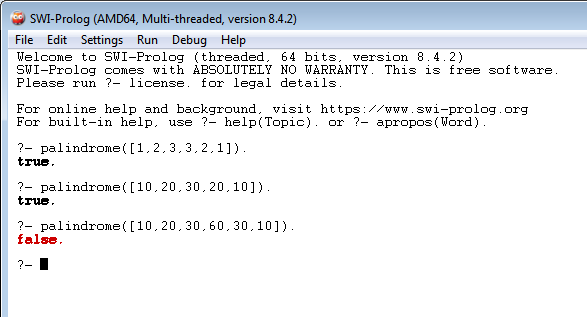 SWI-Prolog (AMD64, Multi-threaded, version 8.4.2)
File Edit Settings Run Debug Help
Welcome to SWI-Prolog (threaded, 64 bits, version 8.4.2)
SWI-Prolog comes with ABSOLUTELY NO WARRANTY. This is free software.
Please run ?- license. for legal details.
For online help and background, visit https://www.swi-prolog.org
For built-in help, use ?- help(Topic). or ?- apropos(Word).
?- palindrome([1,2,3,3,2,1]).
true.
?- palindrome([10,20,30,20,10]).
true.
?- palindrome([10,20,30,60,30,10]).
false.
?-